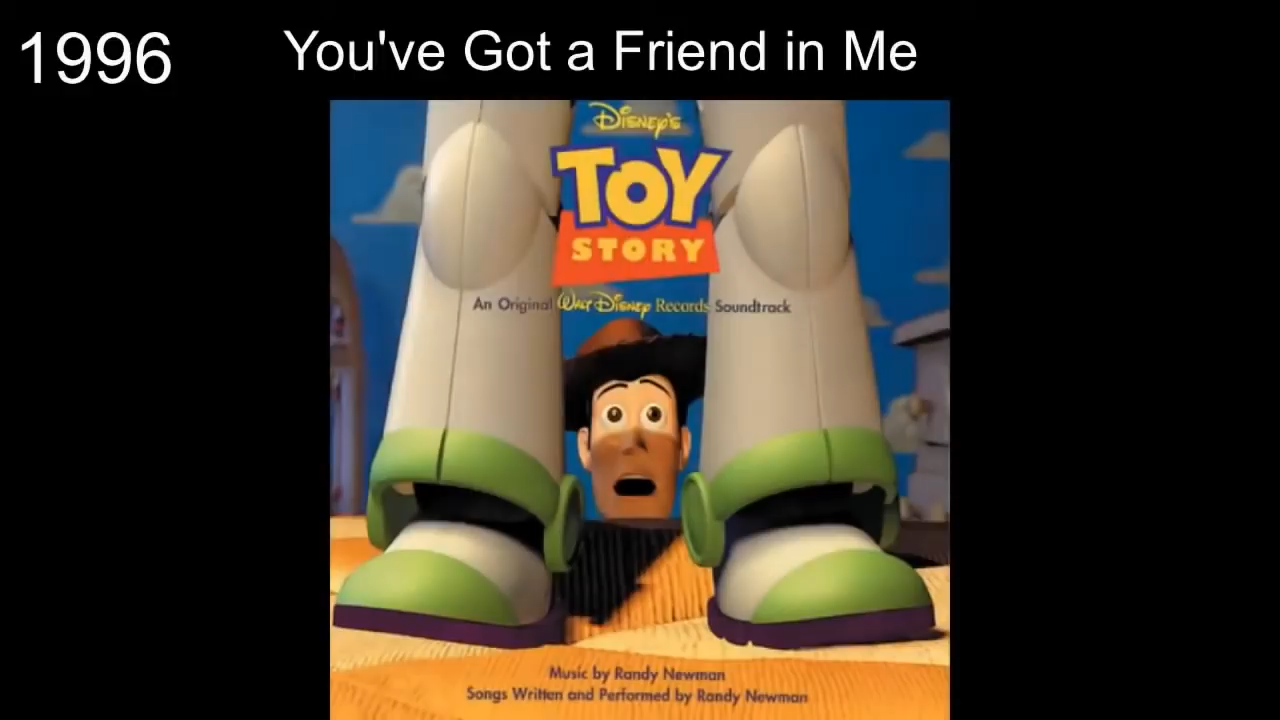 1996
You've Got a Friend in Me
Disney's
TOY
STORY
An Original Walt Disney Records Soundtrack
Music by Randy Newman
Songs Written and Performed by Randy Newman